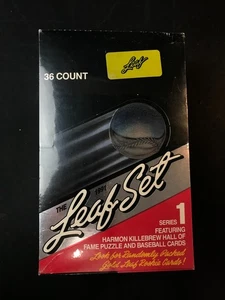 Leaf
36 COUNT
THE
1991
Leaf Set
SERIES 1
FEATURING
HARMON KILLEBREW HALL OF
FAME PUZZLE AND BASEBALL CARDS
Look for Randomly Packed
Gold Leaf Rookie Cards!